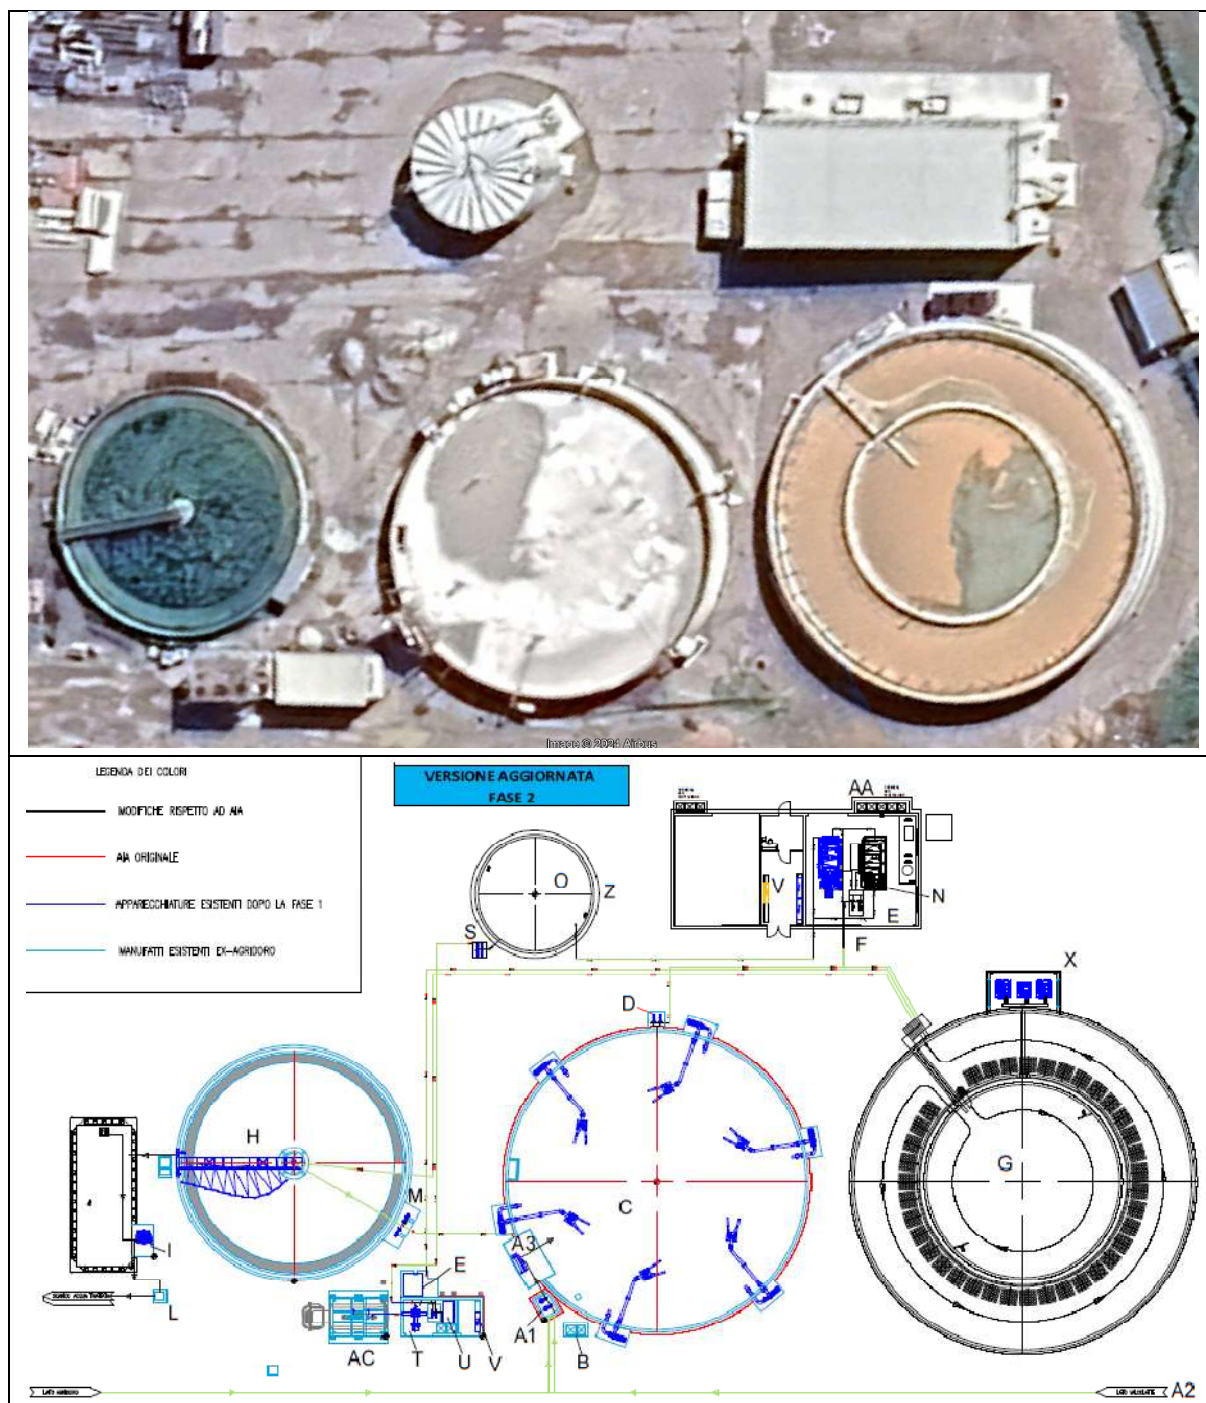 Image © 2024 Airbus
LEGENDA DEI COLORI
MODIFICHE RISPETTO AD AIA
AIA ORIGINALE
APPARECCHIATURE ESISTENTI DOPO LA FASE 1
MANUFATTI ESISTENTI EX-AGRIDORO
VERSIONE AGGIORNATA
FASE 2
AA
O
Z
V
N
E
S
F
X
D
H
G
M
C
A3
I
E
L
A1
AC
T
U
V
B
A2